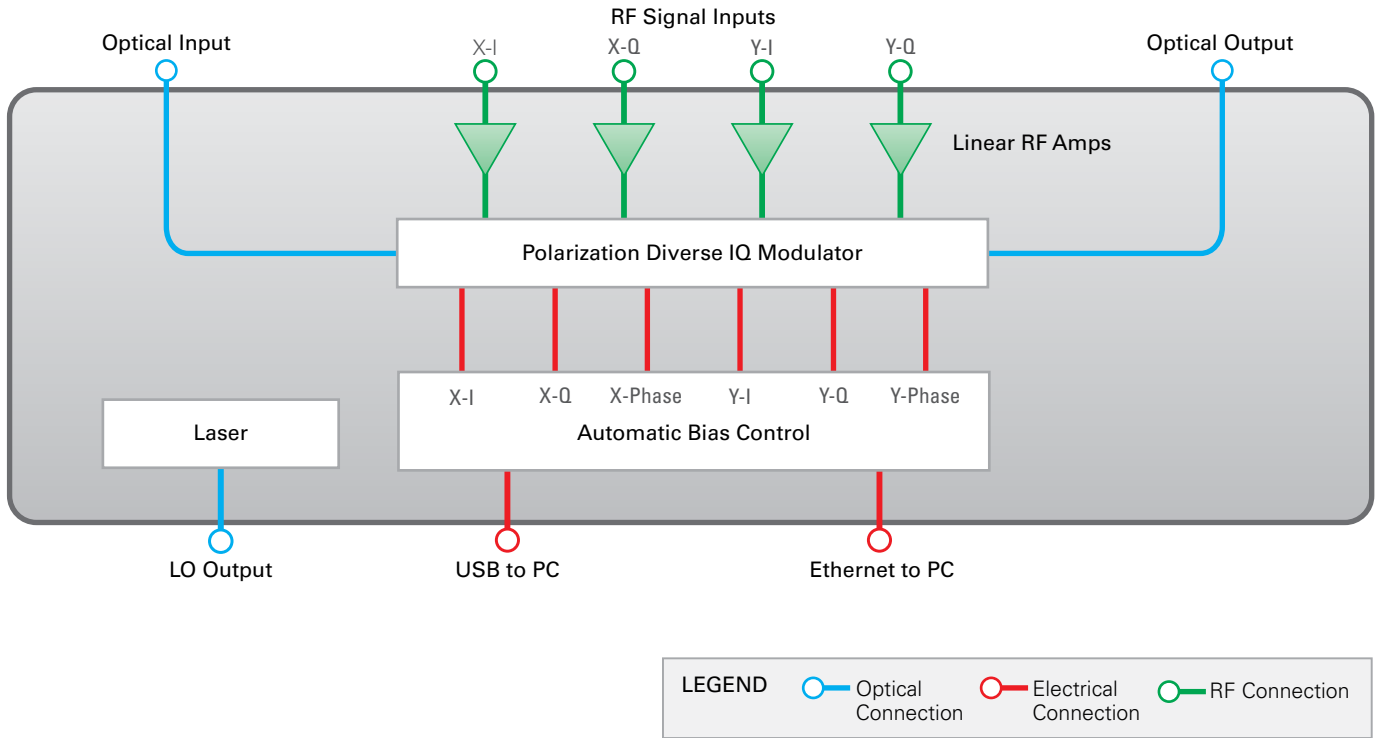 RF Signal Inputs
Optical Input
X-I
X-Q
Y-I
Y-Q
Optical Output
Linear RF Amps
Polarization Diverse IQ Modulator
X-I
X-Q
X-Phase
Y-I
Y-Q
Y-Phase
Automatic Bias Control
Laser
LO Output
USB to PC
Ethernet to PC
LEGEND
Optical
Connection
Electrical
Connection
RF Connection